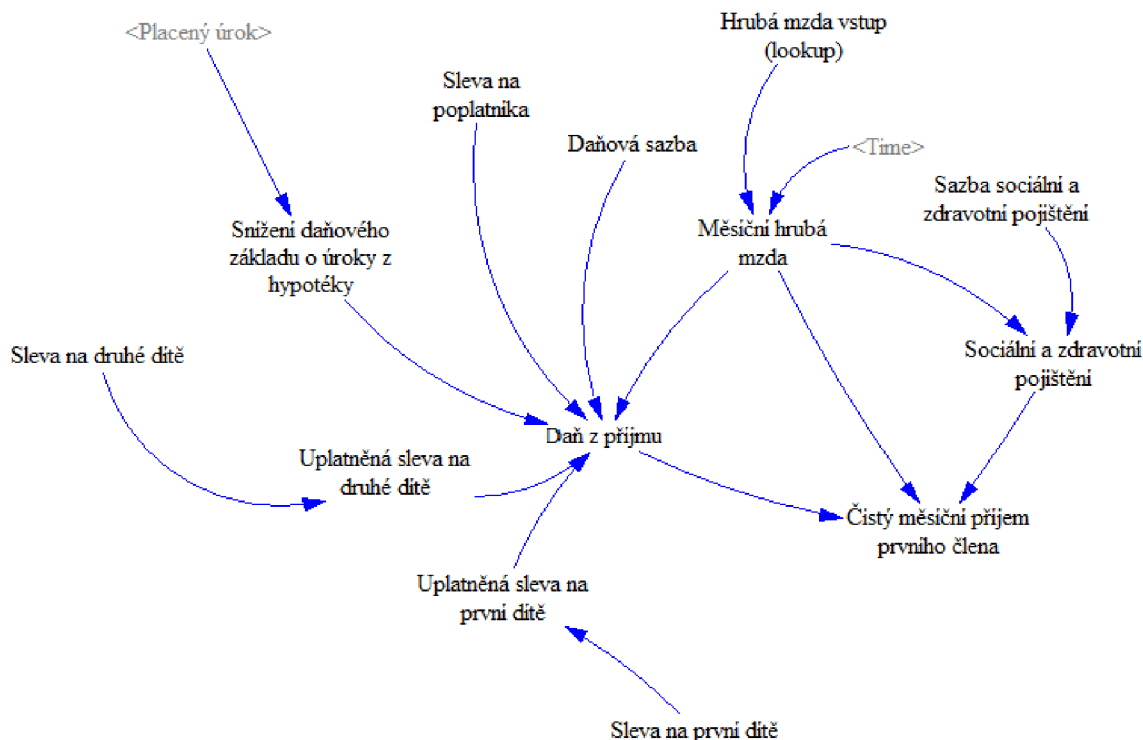 <Placený úrok>
Hrubá mzda vstup
(lookup)
Sleva na
poplatníka
Daňová sazba
<Time>
Sazba sociální a
zdravotní pojištění
Snížení daňového
základu o úroky z
hypotéky
Měsíční hrubá
mzda
Sleva na druhé dítě
Sociální a zdravotní
pojištění
Daň z příjmu
Uplatněná sleva na
druhé dítě
Čistý měsíční příjem
prvního člena
Uplatněná sleva na
první dítě
Sleva na první dítě